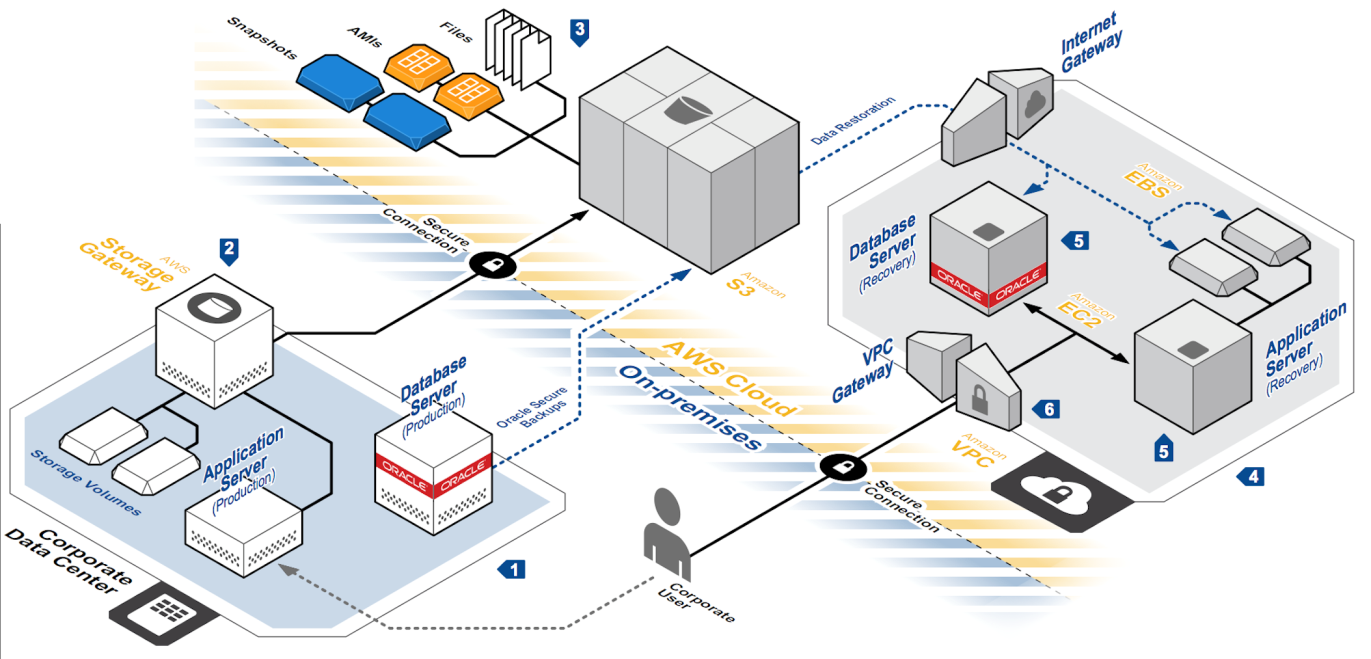 Snapshots
AMIs
Files
3
Internet
Gateway
Data Restoration
Amazon
EBS
Secure
Connection
2
AWS
Storage
Gateway
Amazon
S3
Database
Server
(Recovery)
5
ORACLE
ORACLE
Amazon
EC2
Application
Server
(Recovery)
VPC
Gateway
AWS Cloud
On-premises
Database
Server
(Production)
Oracle Secure
Backups
ORACLE
ORACLE
6
5
4
Amazon
VPC
Application
Server
(Production)
Storage Volumes
Secure
Connection
1
Corporate
Data Center
Corporate
User